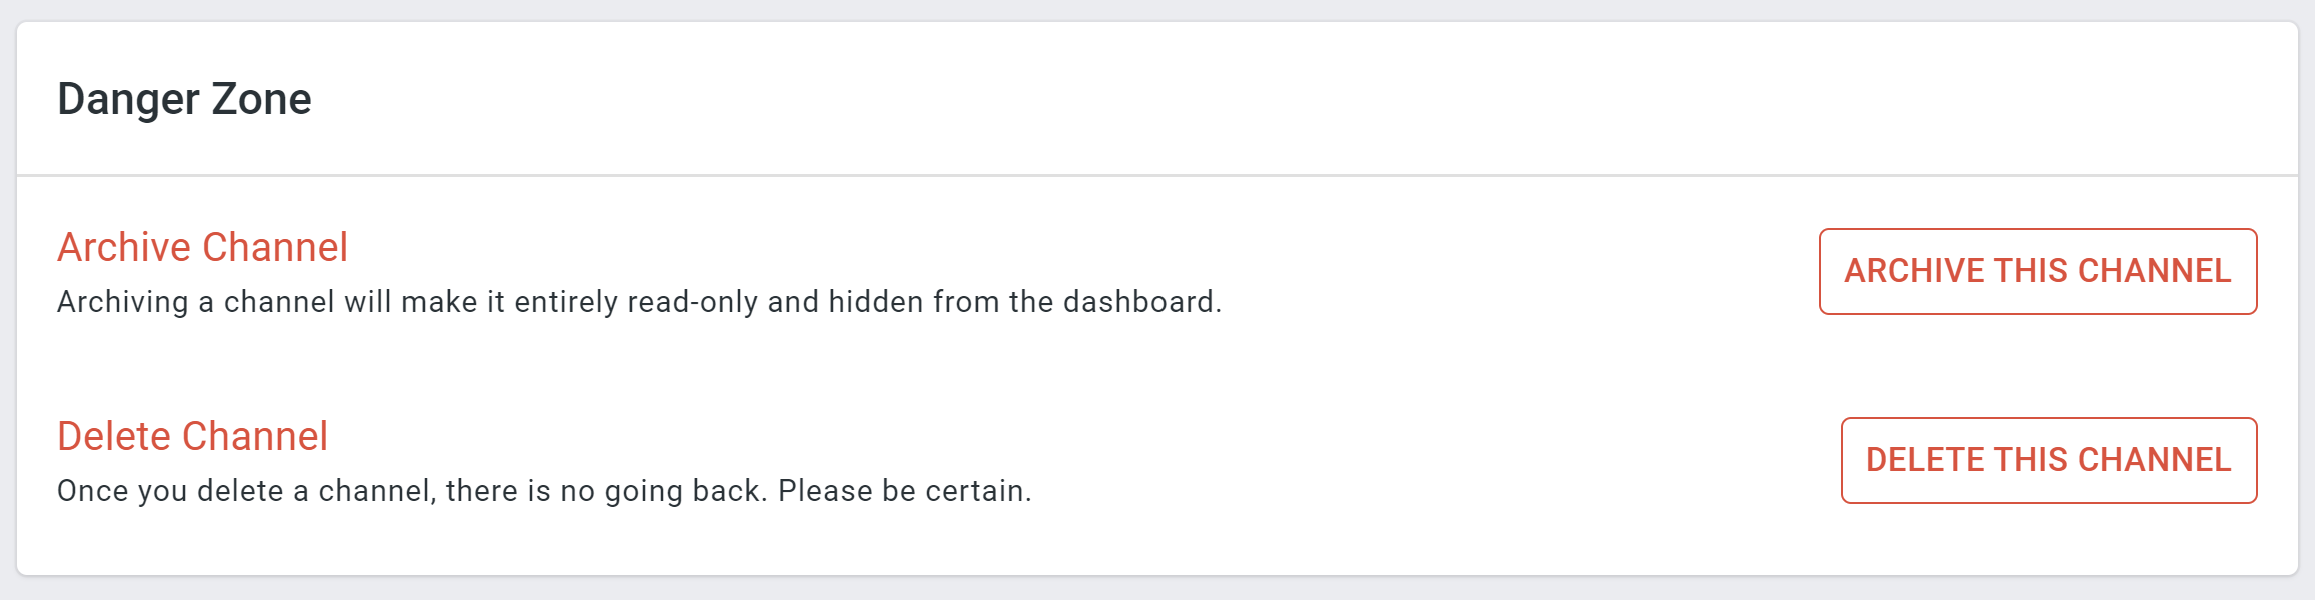 Danger Zone
Archive Channel
Archiving a channel will make it entirely read-only and hidden from the dashboard.
ARCHIVE THIS CHANNEL
Delete Channel
Once you delete a channel, there is no going back. Please be certain.
DELETE THIS CHANNEL